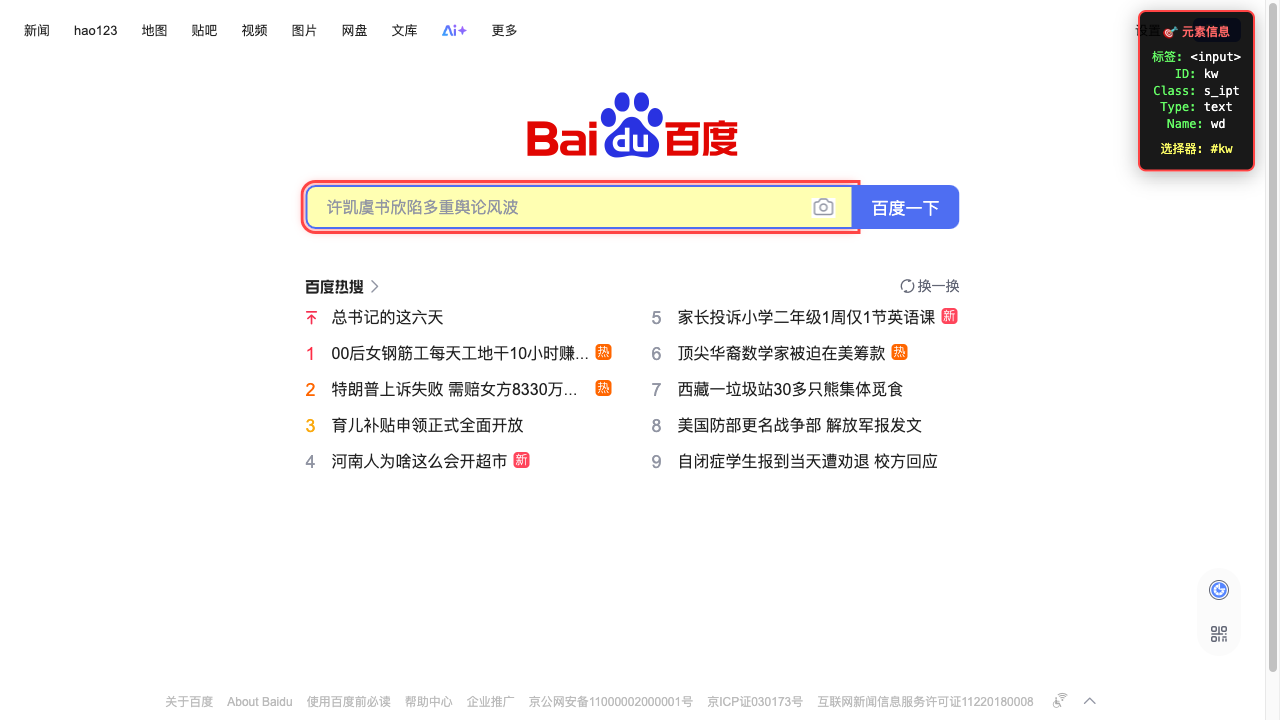 新闻 hao123 地图 贴吧 视频 图片 网盘 文库 Ai+ 更多 设置
🎯 元素信息
标签: <input>
ID: kw
Class: s_ipt
Type: text
Name: wd
选择器: #kw
Bai du 百度
许凯虞书欣陷多重舆论风波 百度一下
百度热搜 换一换
总书记的这六天
1 00后女钢筋工每天工地干10小时赚... 热
2 特朗普上诉失败 需赔女方8330万... 热
3 育儿补贴申领正式全面开放
4 河南人为啥这么会开超市 新
5 家长投诉小学二年级1周仅1节英语课 新
6 顶尖华裔数学家被迫在美筹款 热
7 西藏一垃圾站30多只熊集体觅食
8 美国防部更名战争部 解放军报发文
9 自闭症学生报到当天遭劝退 校方回应
关于百度 About Baidu 使用百度前必读 帮助中心 企业推广 京公网安备11000002000001号 京ICP证030173号 互联网新闻信息服务许可证11220180008